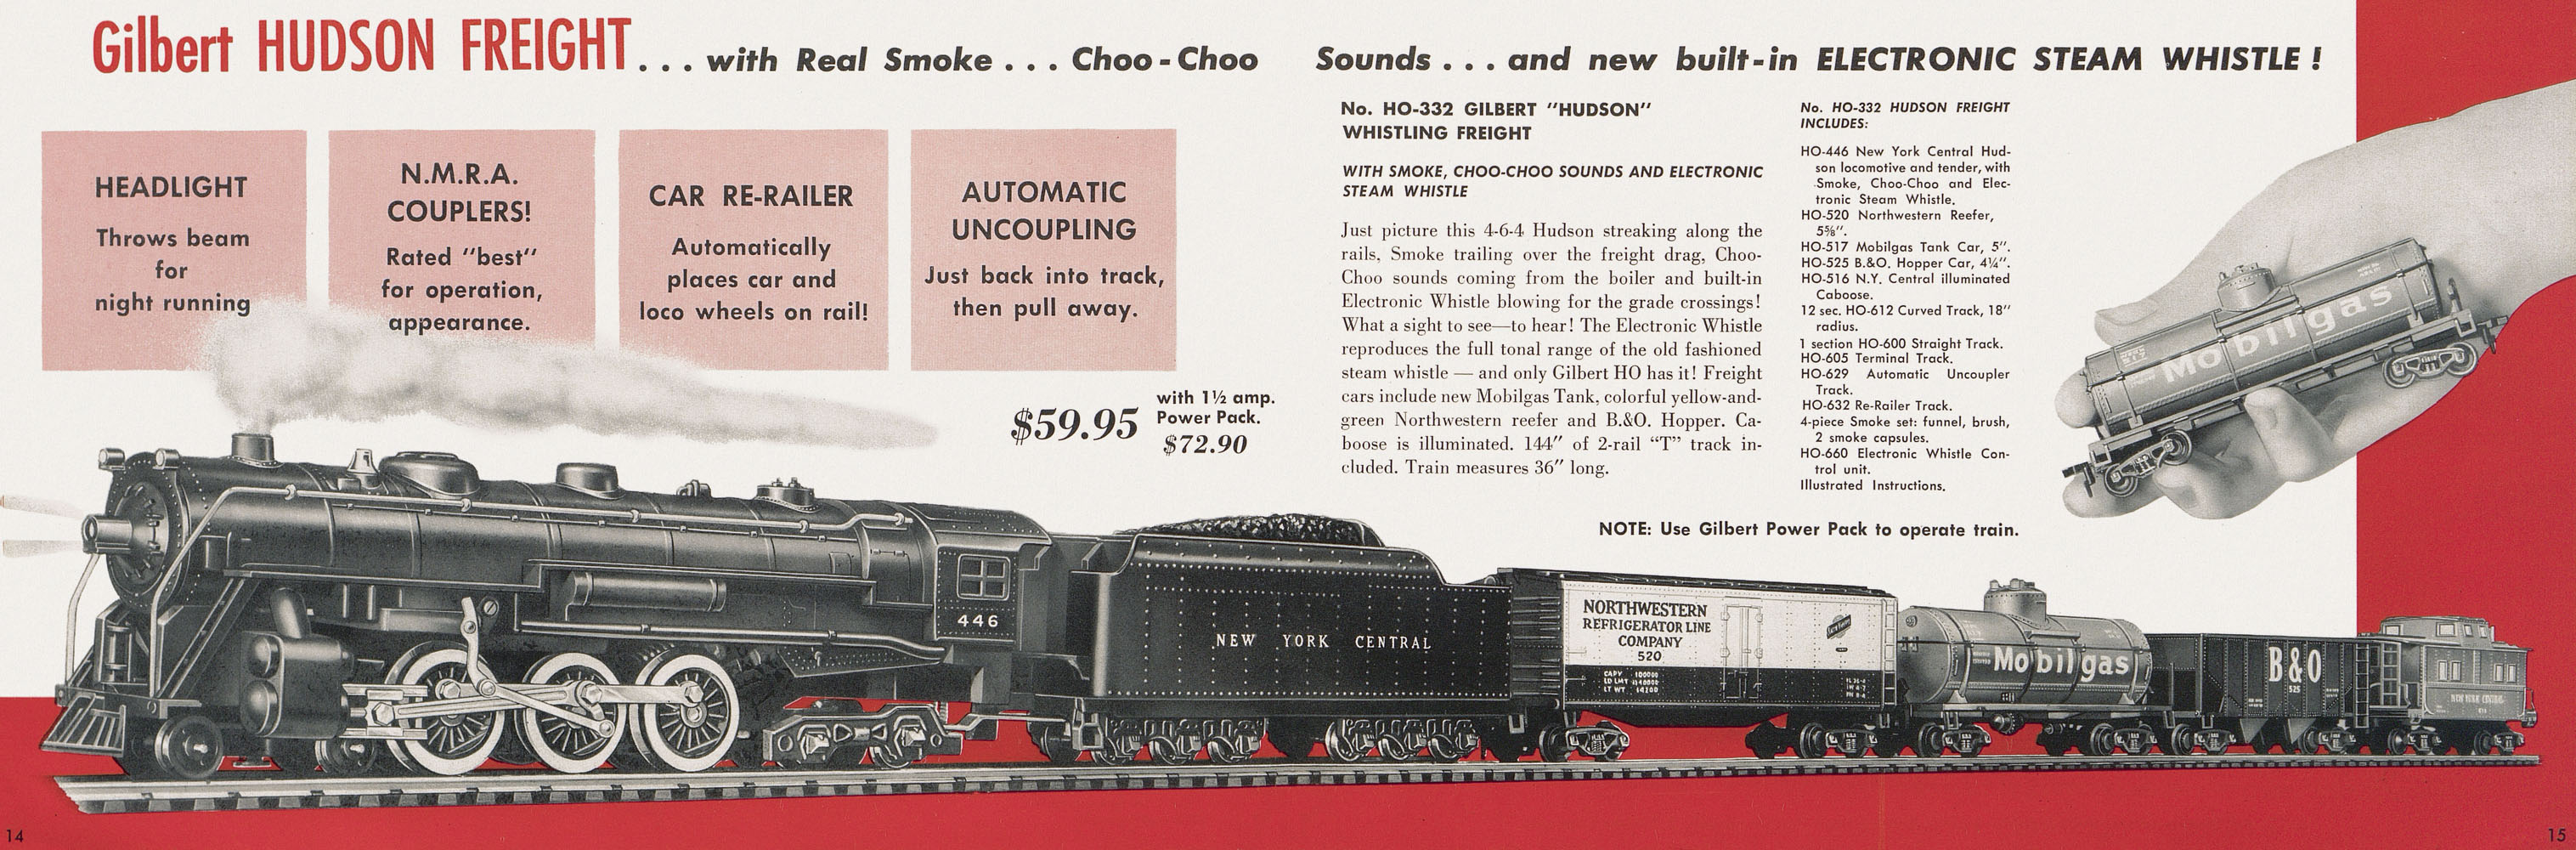 Gilbert HUDSON FREIGHT... with Real Smoke... Choo-Choo Sounds... and new built-in ELECTRONIC STEAM WHISTLE!
HEADLIGHT
Throws beam
for
night running
N.M.R.A.
COUPLERS!
Rated "best"
for operation,
appearance.
CAR RE-RAILER
Automatically
places car and
loco wheels on rail!
AUTOMATIC
UNCOUPLING
Just back into track,
then pull away.
$59.95
with 1½ amp.
Power Pack.
$72.90
No. HO-332 GILBERT "HUDSON"
WHISTLING FREIGHT
WITH SMOKE, CHOO-CHOO SOUNDS AND ELECTRONIC
STEAM WHISTLE
Just picture this 4-6-4 Hudson streaking along the
rails, Smoke trailing over the freight drag, Choo-
Choo sounds coming from the boiler and built-in
Electronic Whistle blowing for the grade crossings!
What a sight to see—to hear! The Electronic Whistle
reproduces the full tonal range of the old fashioned
steam whistle — and only Gilbert HO has it! Freight
cars include new Mobilgas Tank, colorful yellow-and-
green Northwestern reefer and B.&O. Hopper. Ca-
boose is illuminated. 144" of 2-rail "T" track in-
cluded. Train measures 36" long.
No. HO-332 HUDSON FREIGHT
INCLUDES:
HO-446 New York Central Hud-
son locomotive and tender, with
Smoke, Choo-Choo and Elec-
tronic Steam Whistle.
HO-520 Northwestern Reefer,
5⅝".
HO-517 Mobilgas Tank Car, 5".
HO-525 B.&O. Hopper Car, 4¼".
HO-516 N.Y. Central illuminated
Caboose.
12 sec. HO-612 Curved Track, 18"
radius.
1 section HO-600 Straight Track.
HO-605 Terminal Track.
HO-629 Automatic Uncoupler
Track.
HO-632 Re-Railer Track.
4-piece Smoke set: funnel, brush,
2 smoke capsules.
HO-660 Electronic Whistle Con-
trol unit.
Illustrated Instructions.
NOTE: Use Gilbert Power Pack to operate train.
Mobilgas
446
NEW YORK CENTRAL
NORTHWESTERN
REFRIGERATOR LINE
COMPANY
520
CAPY 100000
Mobilgas
B&O
525
NEW YORK CENTRAL
14
15